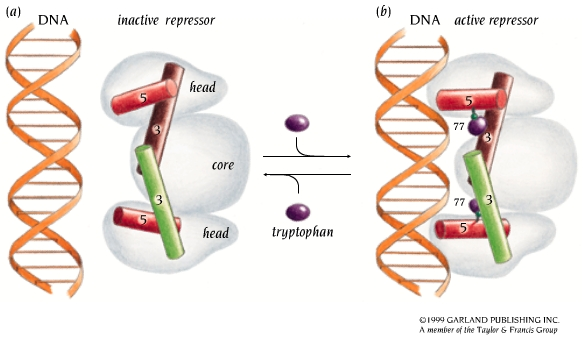 (a)
DNA
inactive repressor
head
5
3
core
3
5
head
tryptophan
(b)
DNA
active repressor
5
77
3
77
3
5
©1999 GARLAND PUBLISHING INC.
A member of the Taylor & Francis Group